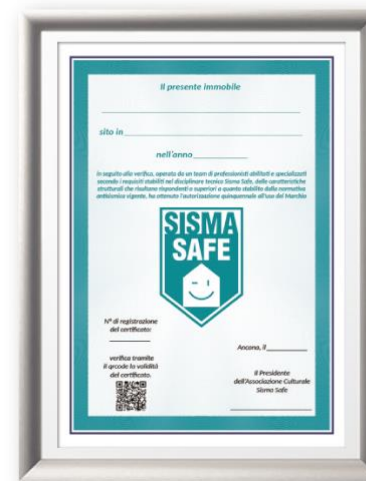 Il presente Immobile
sito in
nell'anno
in seguito alla verifica, operata da un team di professionisti abilitati e specializzati
secondo i requisiti stabiliti nel disciplinare tecnico Sisma Safe, delle caratteristiche
strutturali che risultano rispondenti e superiori a quanto stabilito dalla normativa
antisismica vigente, ha ottenuto l'autorizzazione quinquennale all'uso del Marchio
SISMA
SAFE
N° di registrazione
del certificato:
verifica tramite
il qrcode la validità
del certificato.
Ancona, il
Il Presidente
dell'Associazione Culturale
Sisma Safe